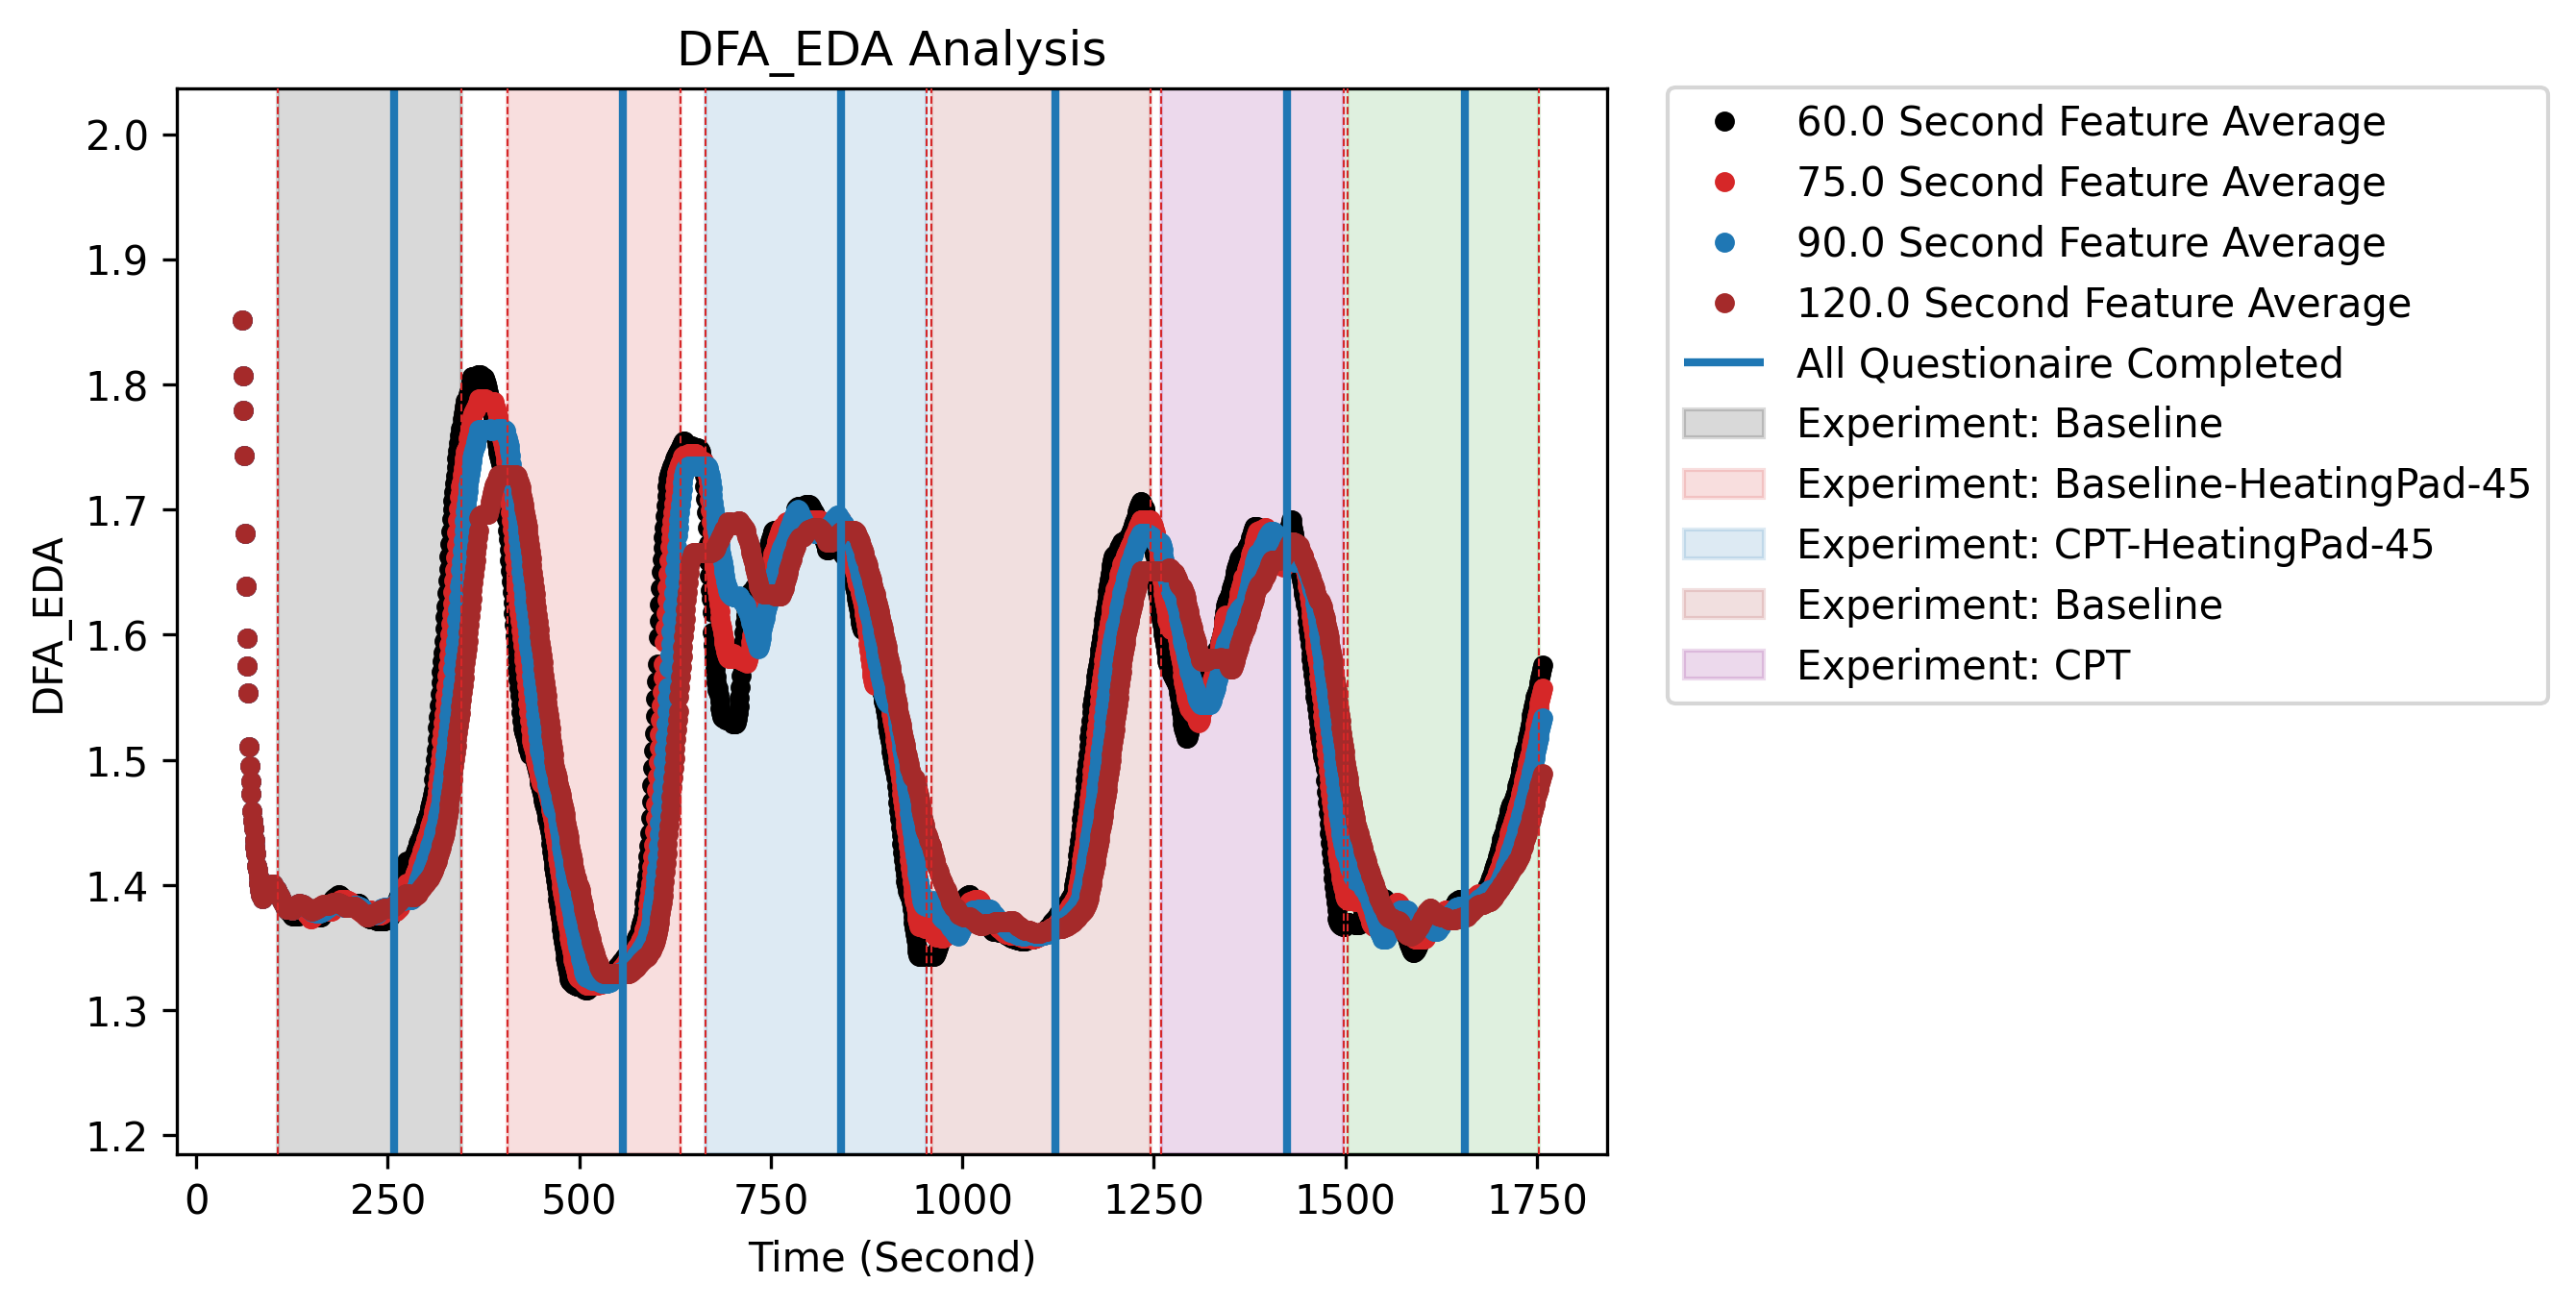 DFA_EDA Analysis
DFA_EDA
2.0
1.9
1.8
1.7
1.6
1.5
1.4
1.3
1.2
0 250 500 750 1000 1250 1500 1750
Time (Second)
60.0 Second Feature Average
75.0 Second Feature Average
90.0 Second Feature Average
120.0 Second Feature Average
All Questionaire Completed
Experiment: Baseline
Experiment: Baseline-HeatingPad-45
Experiment: CPT-HeatingPad-45
Experiment: Baseline
Experiment: CPT